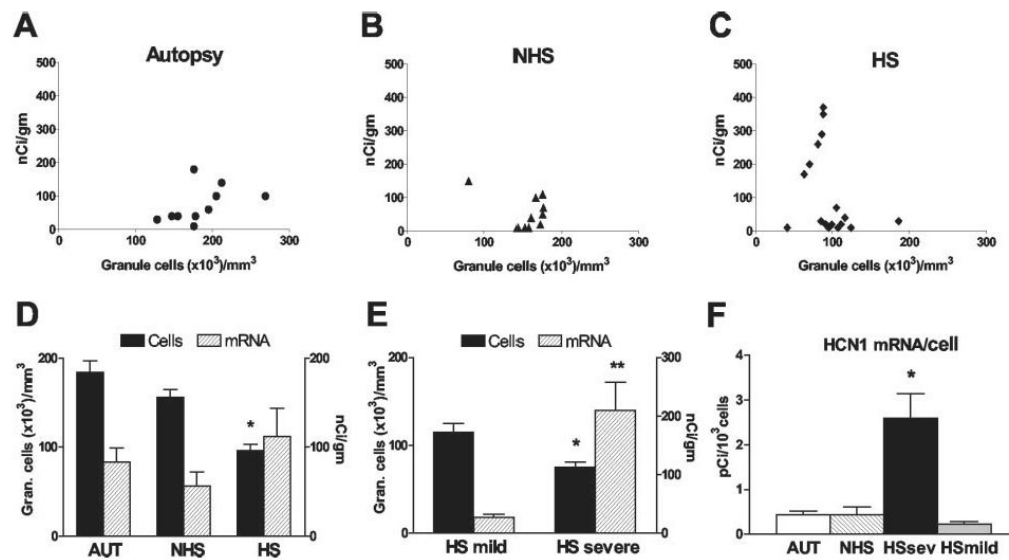 A
Autopsy
500
400
300
200
100
0
nCi/gm
0 100 200 300
Granule cells (x10³)/mm³
B
NHS
500
400
300
200
100
0
nCi/gm
0 100 200 300
Granule cells (x10³)/mm³
C
HS
500
400
300
200
100
0
nCi/gm
0 100 200 300
Granule cells (x10³)/mm³
D
Cells mRNA
200
100
0
Gran. cells (x10³)/mm³
*
200
100
0
nCi/gm
AUT NHS HS
E
Cells mRNA
200
100
0
Gran. cells (x10³)/mm³
* **
300
200
100
0
nCi/gm
HS mild HS severe
F
HCN1 mRNA/cell
4
3
2
1
0
pCi/10³cells
*
AUT NHS HSsev HSmild